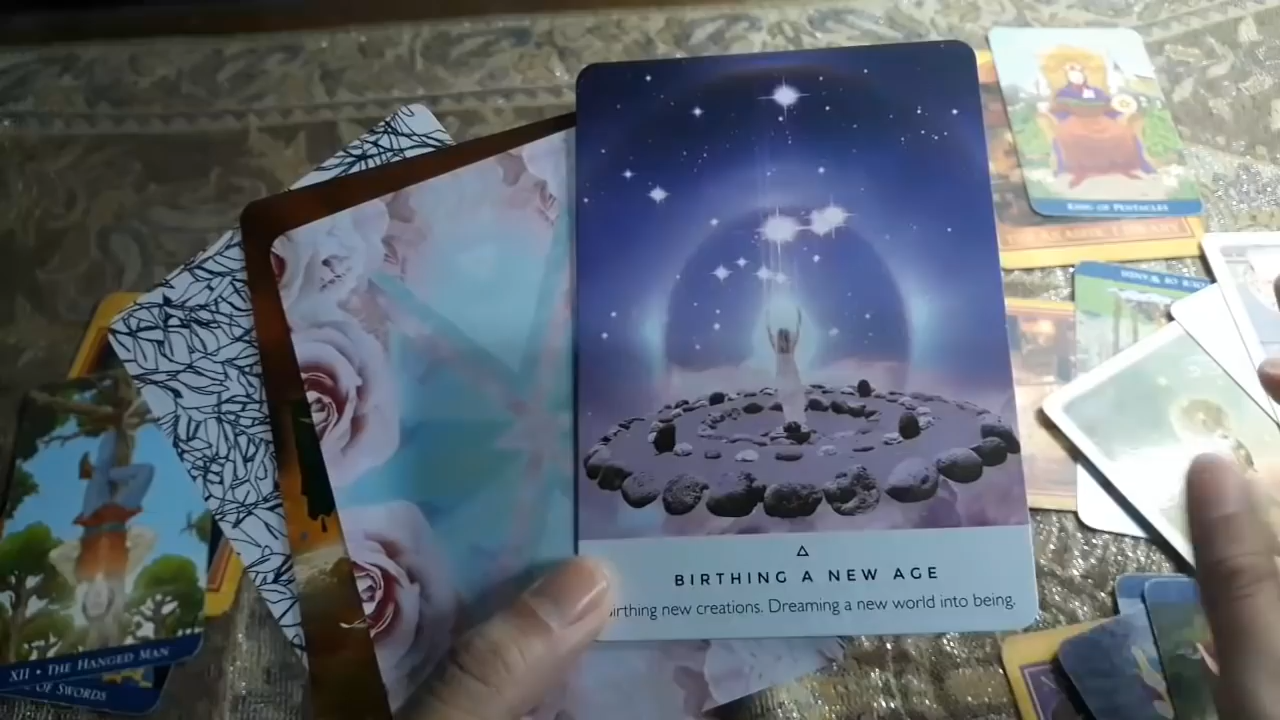 BIRTHING A NEW AGE
irthing new creations. Dreaming a new world into being.
KING OF PENTACLES
XII • THE HANGED MAN
OF SWORDS